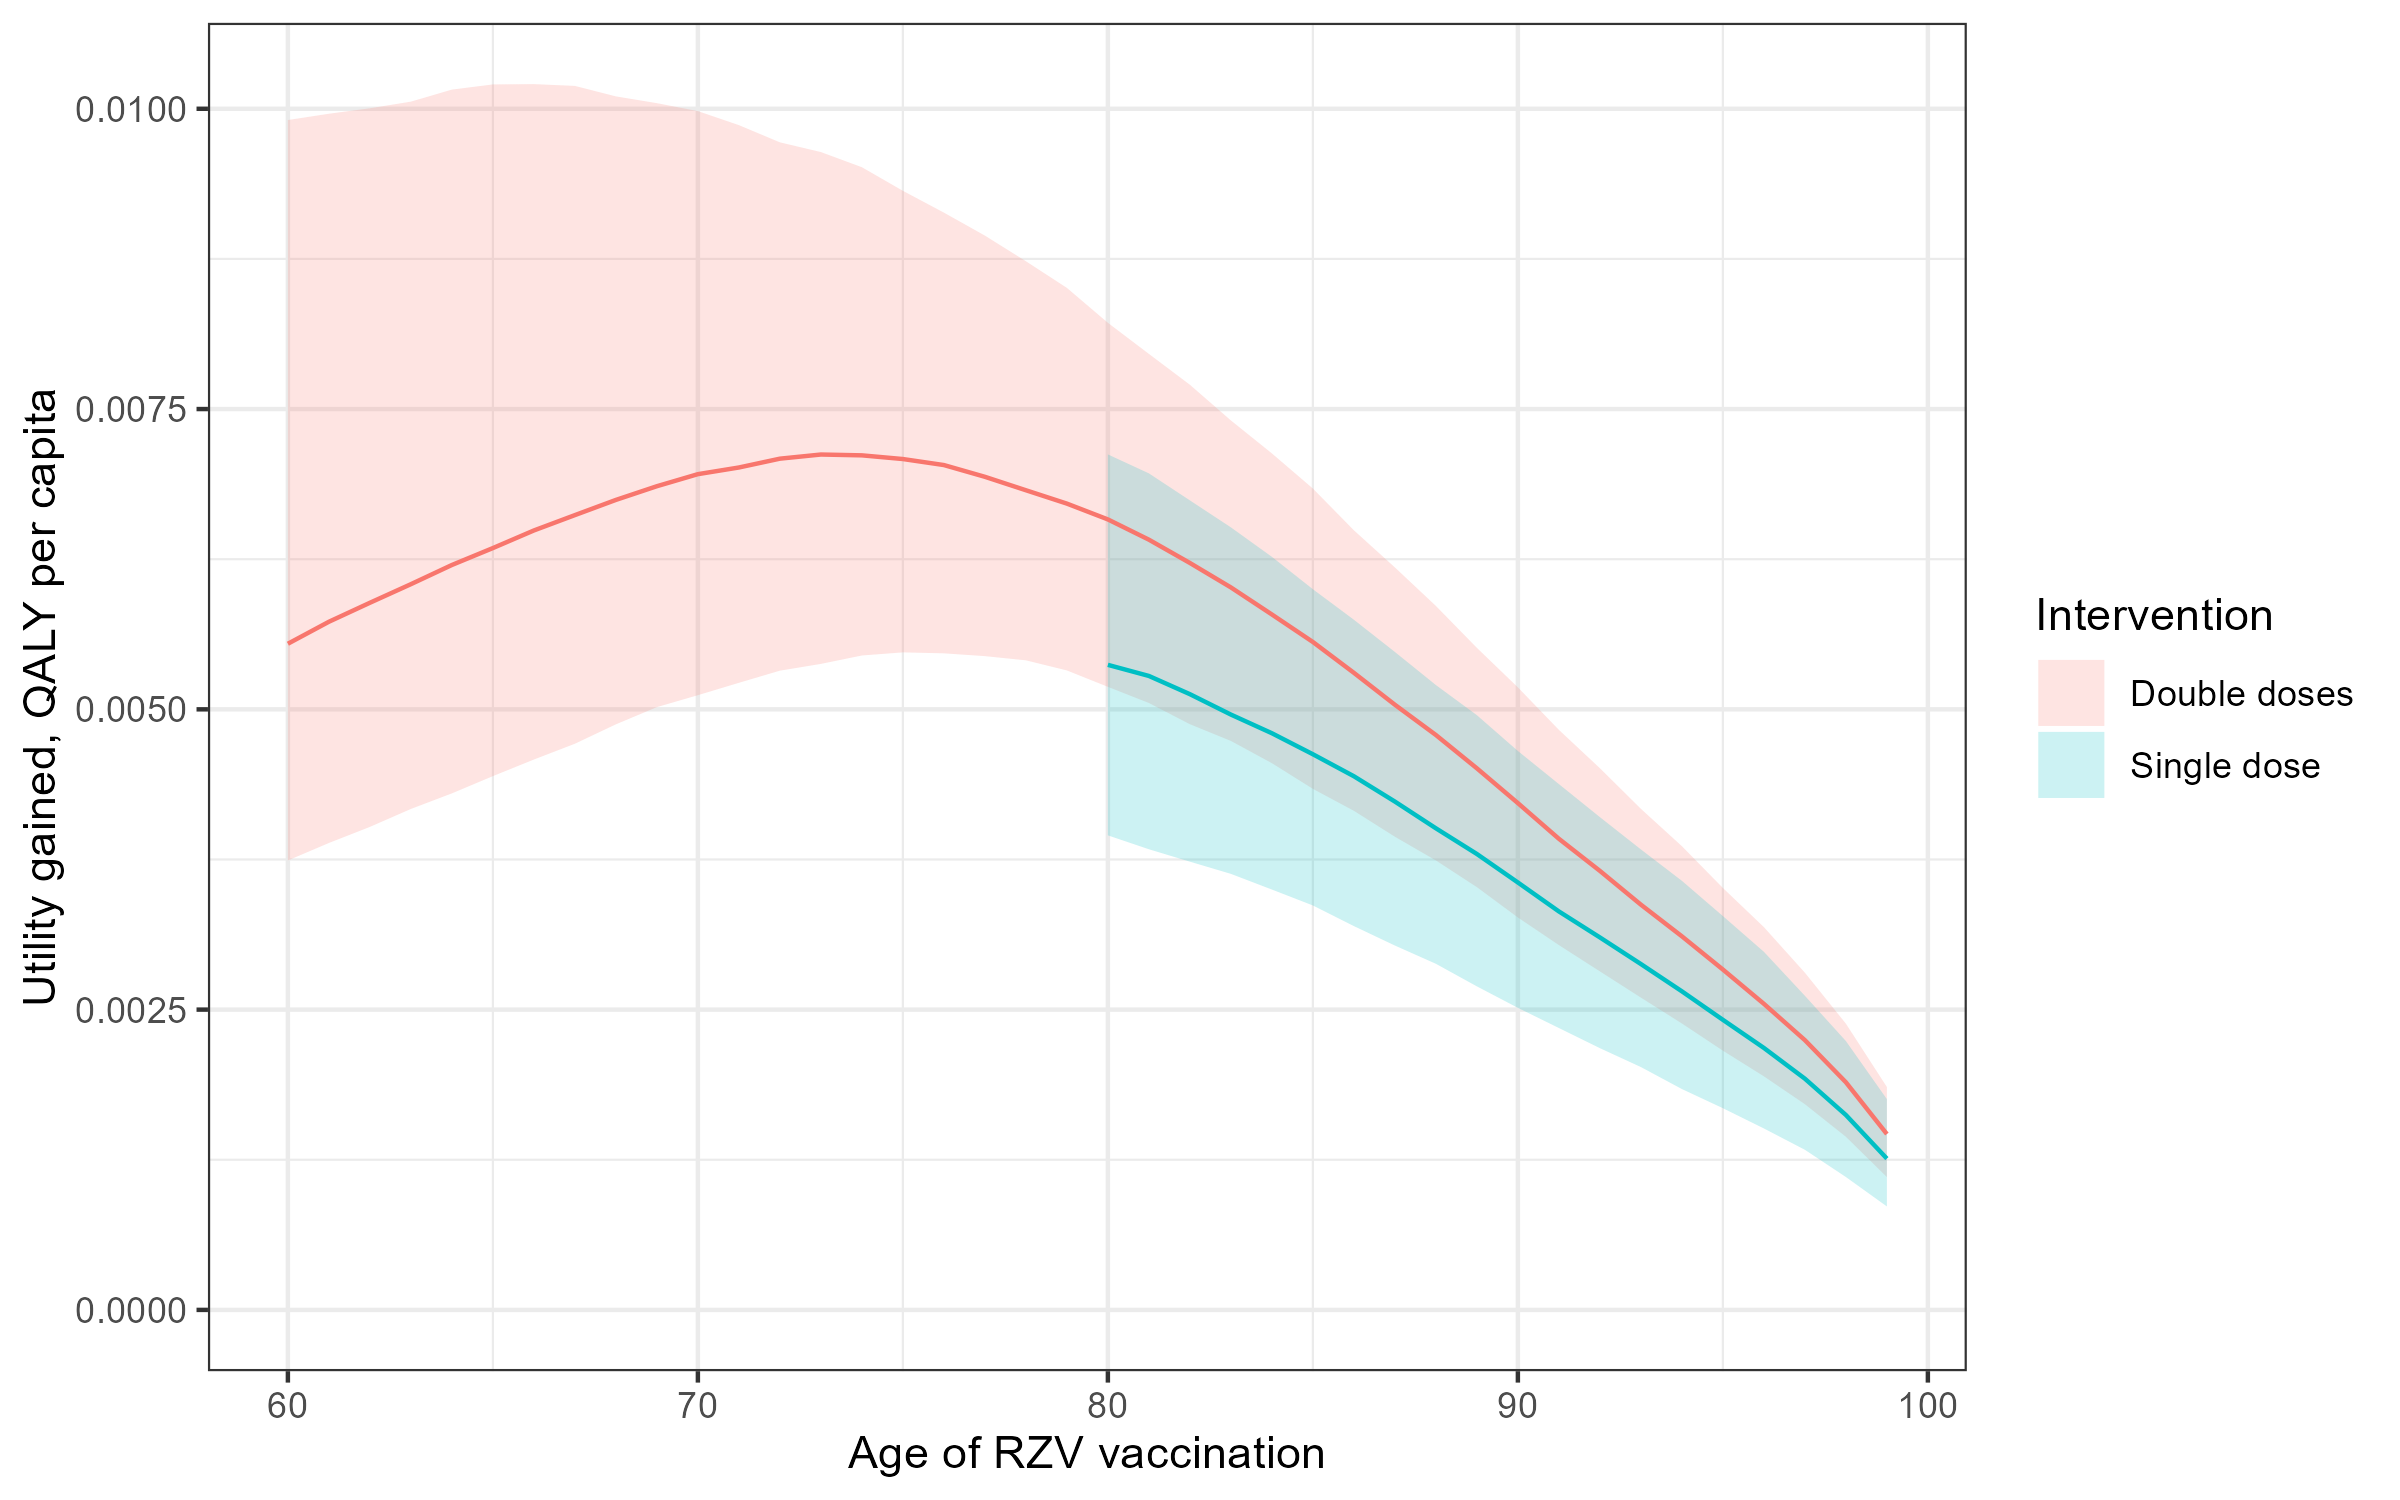 0.0100
0.0075
0.0050
0.0025
0.0000
Utility gained, QALY per capita
60 70 80 90 100
Age of RZV vaccination
Intervention
Double doses
Single dose